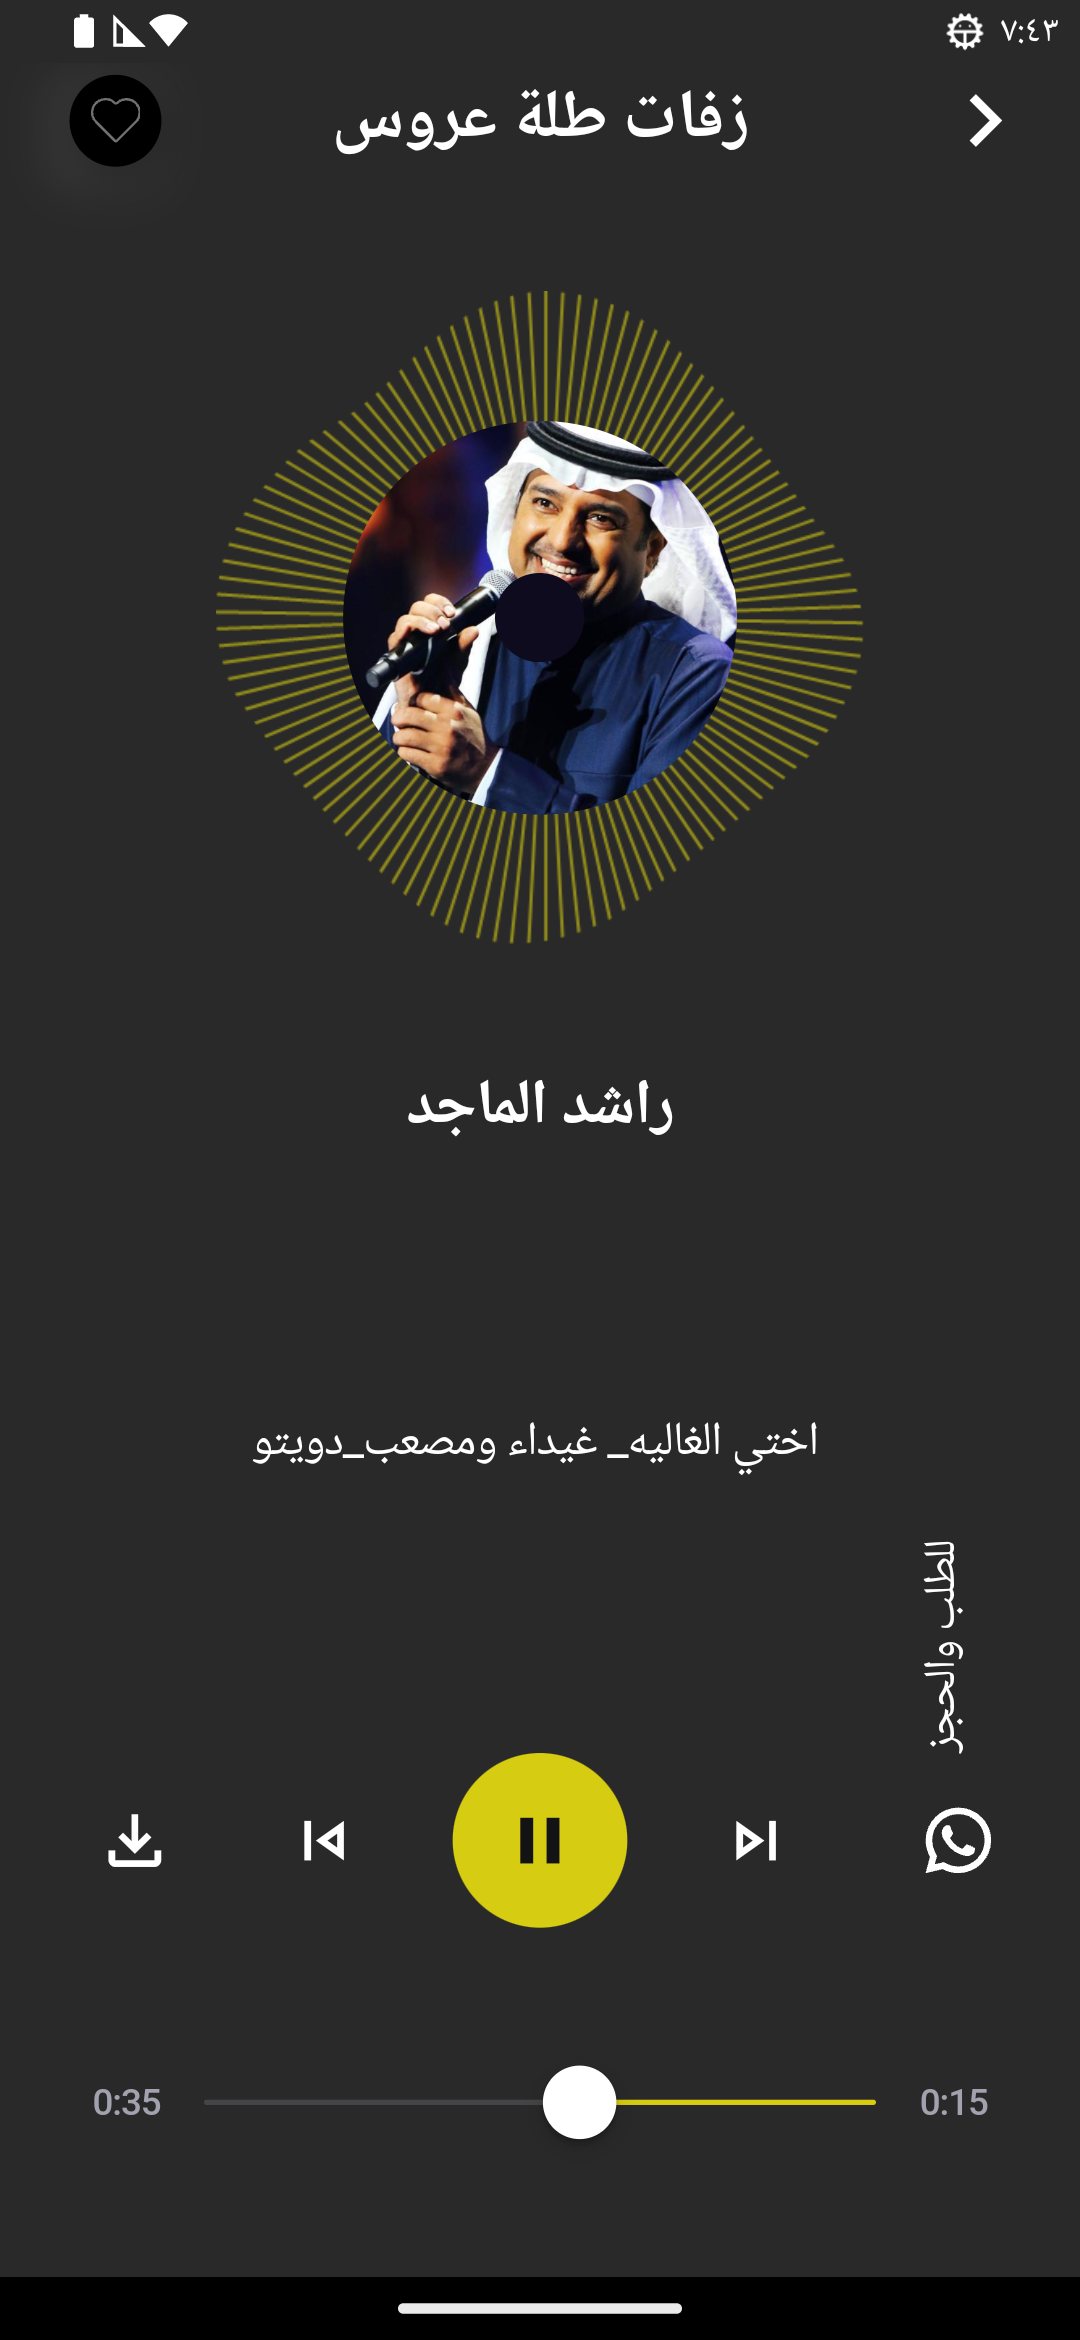 ٧:٤٣
زفات طلة عروس
راشد الماجد
اختي الغاليه_ غيداء ومصعب_دويتو
للطلب والحجز
0:35
0:15